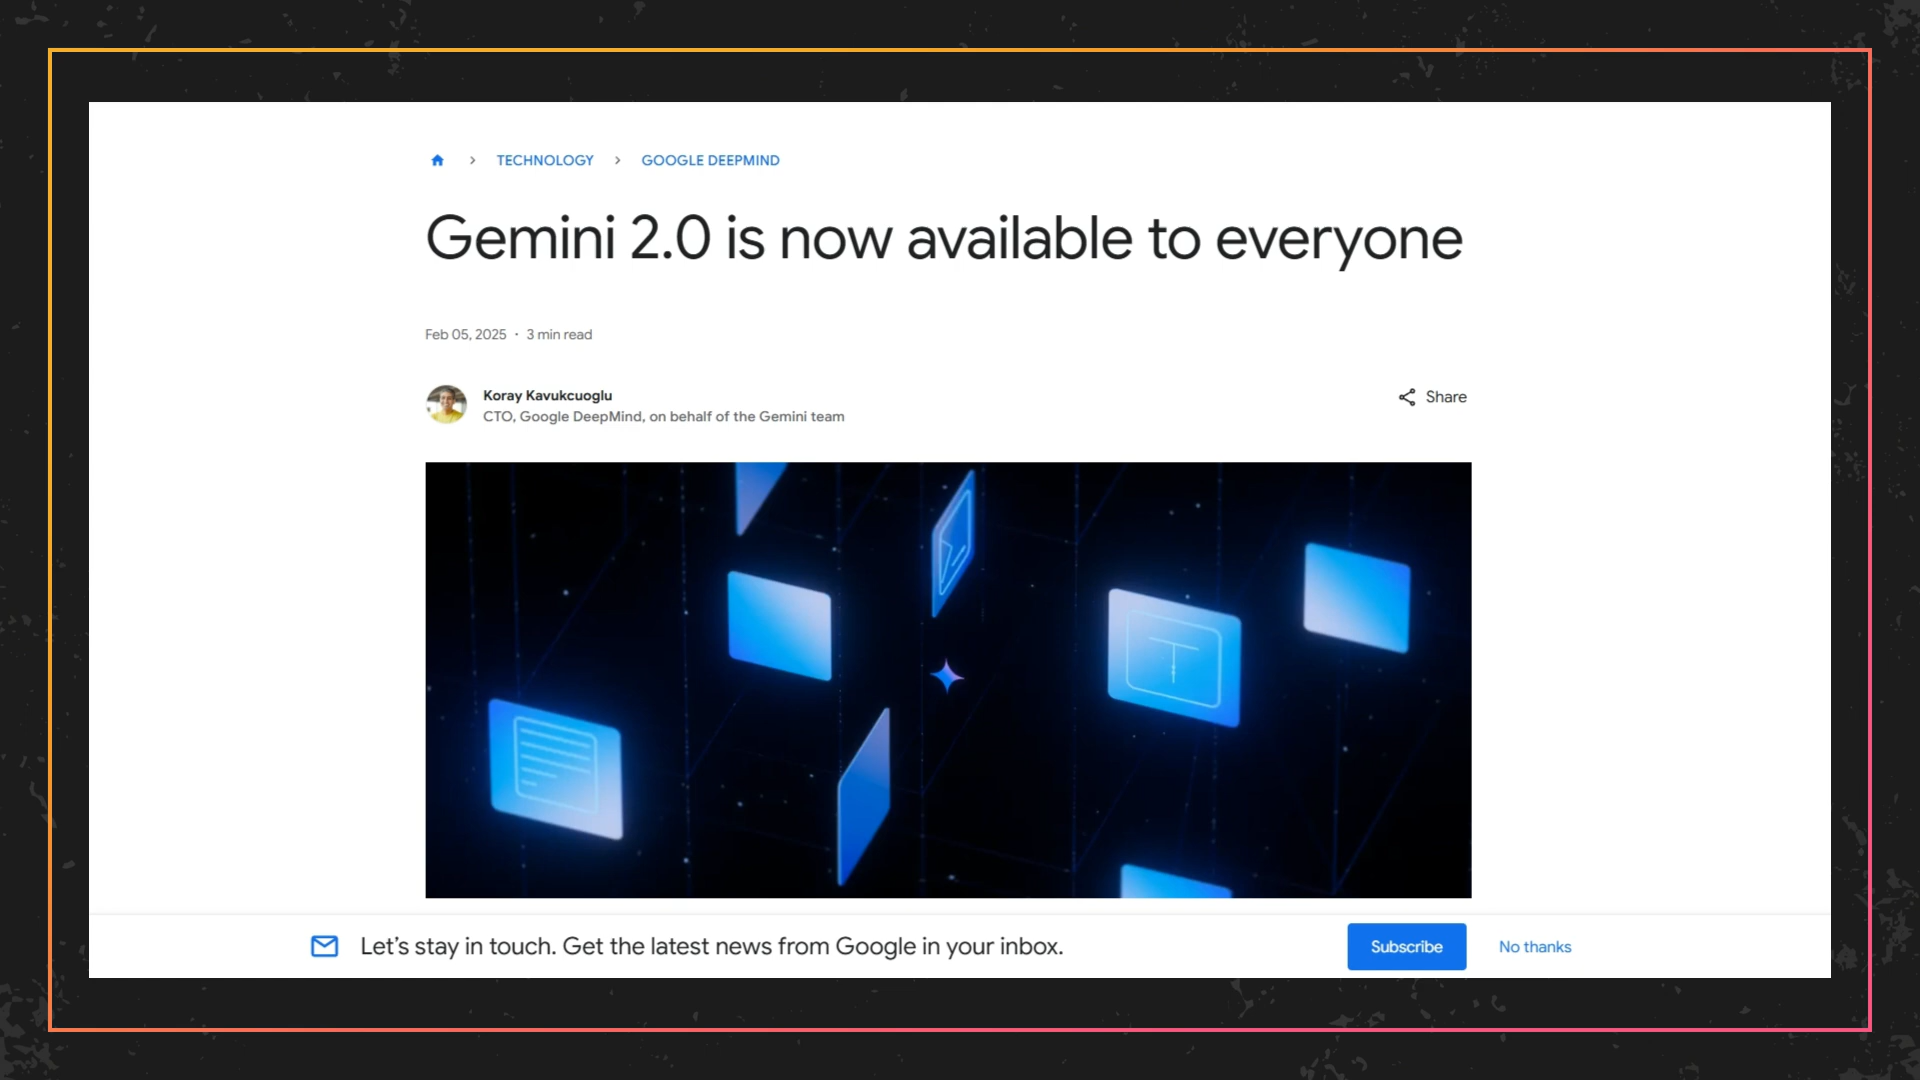 TECHNOLOGY > GOOGLE DEEPMIND
Gemini 2.0 is now available to everyone
Feb 05, 2025 · 3 min read
Koray Kavukcuoglu
CTO, Google DeepMind, on behalf of the Gemini team
Share
Let's stay in touch. Get the latest news from Google in your inbox.
Subscribe
No thanks